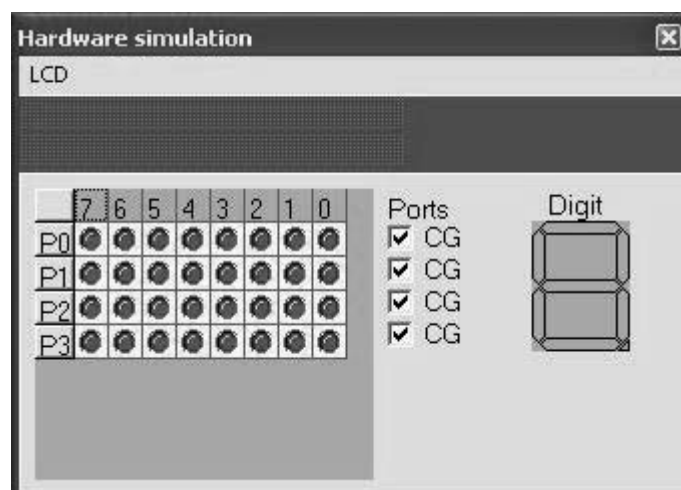 Hardware simulation
LCD
7 6 5 4 3 2 1 0
P0
P1
P2
P3
Ports
CG
CG
CG
CG
Digit